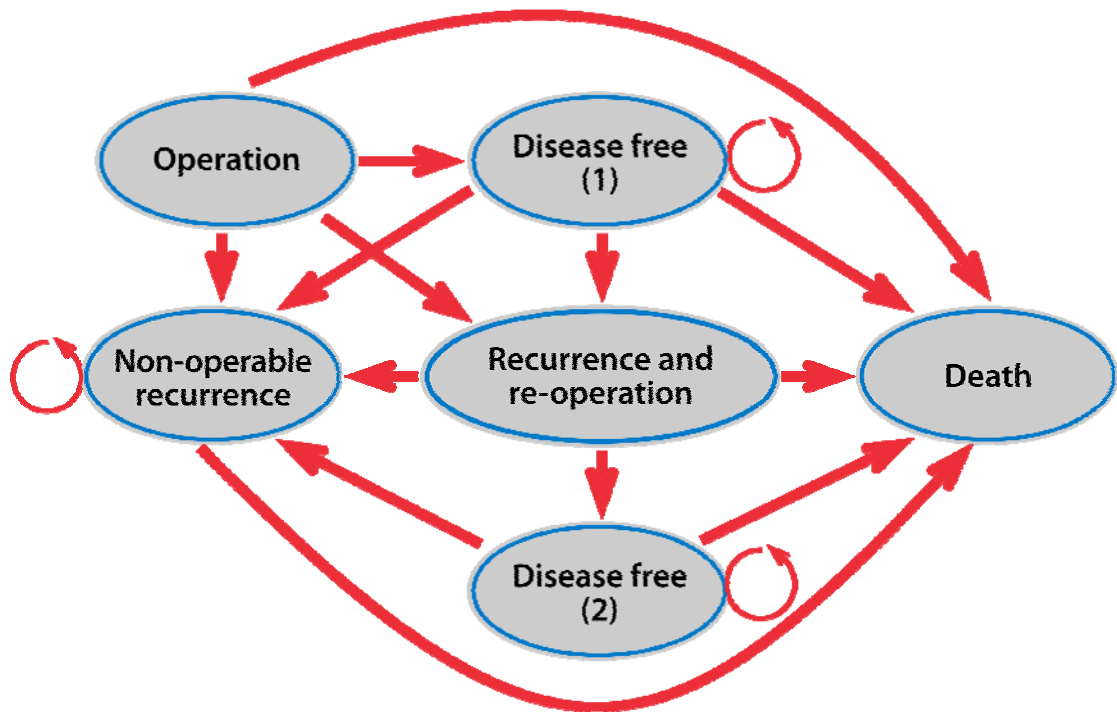 Operation
Disease free
(1)
Non-operable
recurrence
Recurrence and
re-operation
Death
Disease free
(2)